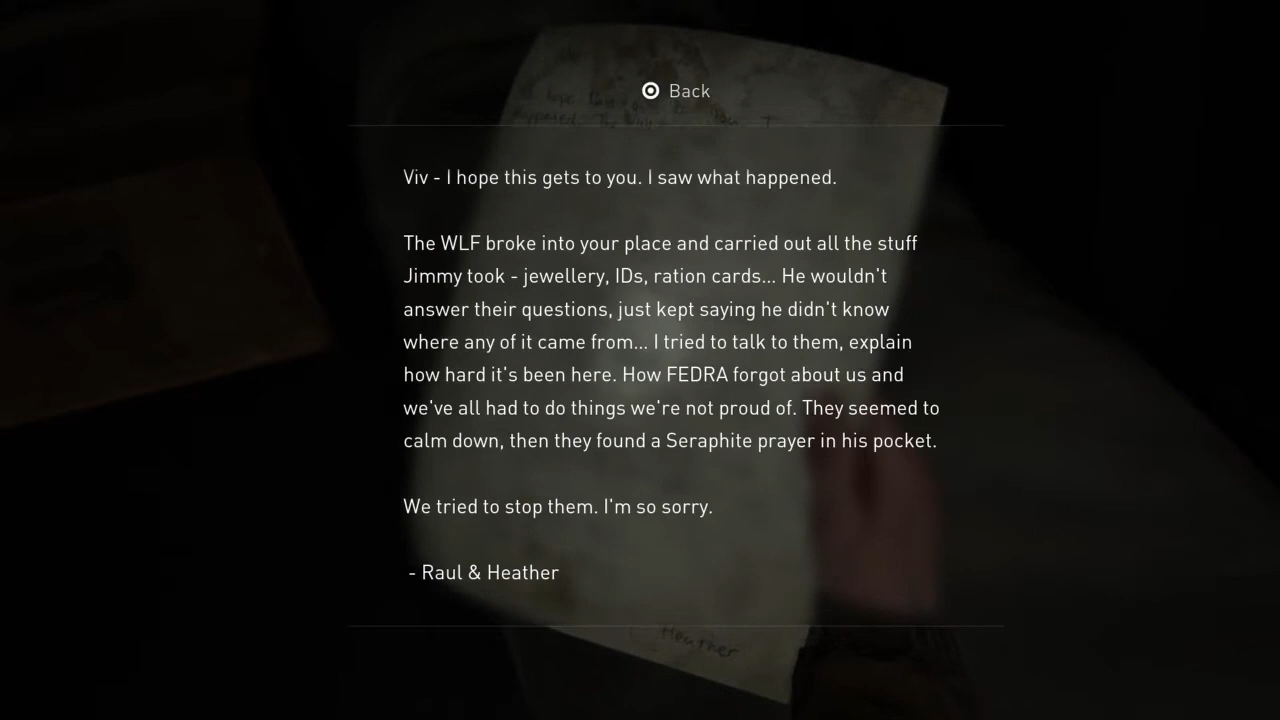 Back
Viv - I hope this gets to you. I saw what happened.
The WLF broke into your place and carried out all the stuff
Jimmy took - jewellery, IDs, ration cards... He wouldn't
answer their questions, just kept saying he didn't know
where any of it came from... I tried to talk to them, explain
how hard it's been here. How FEDRA forgot about us and
we've all had to do things we're not proud of. They seemed to
calm down, then they found a Seraphite prayer in his pocket.
We tried to stop them. I'm so sorry.
- Raul & Heather
Heather